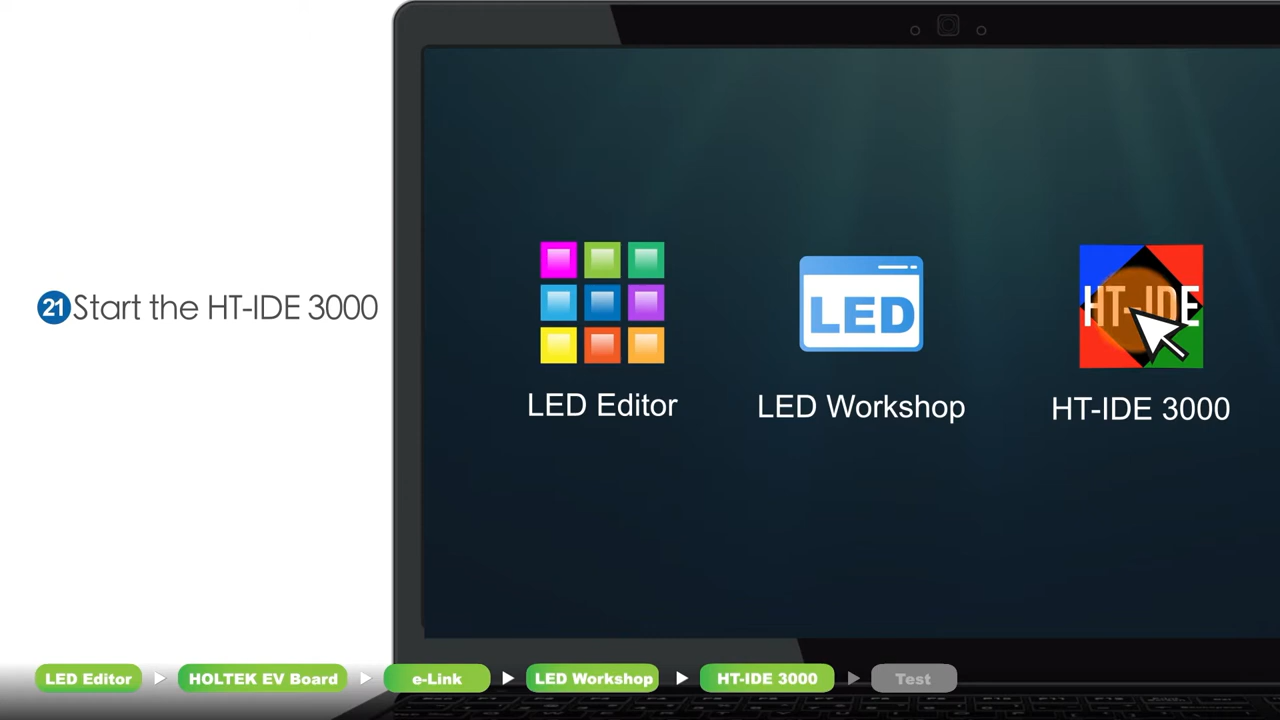 21 Start the HT-IDE 3000
LED
HT-IDE
LED Editor
LED Workshop
HT-IDE 3000
LED Editor
HOLTEK EV Board
e-Link
LED Workshop
HT-IDE 3000
Test